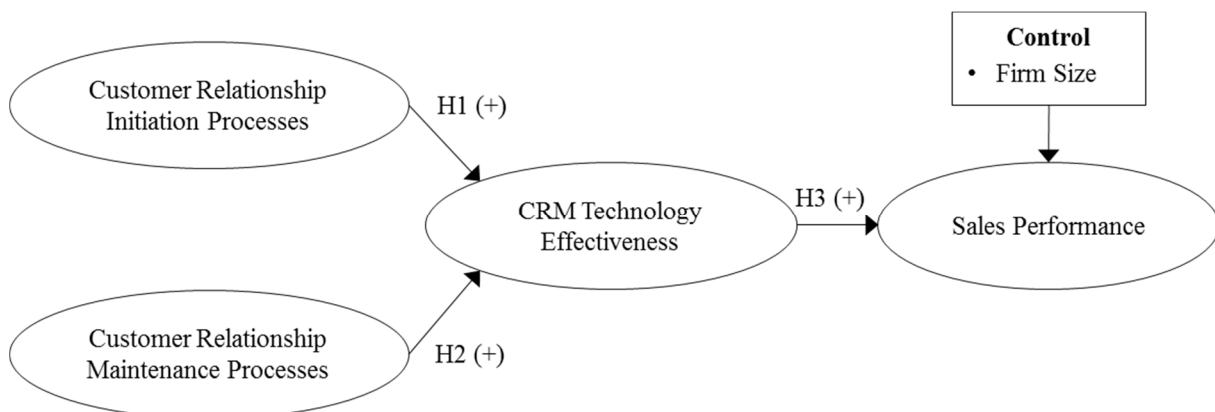 Customer Relationship
Initiation Processes
H1 (+)
Control
• Firm Size
CRM Technology
Effectiveness
H3 (+)
Sales Performance
Customer Relationship
Maintenance Processes
H2 (+)